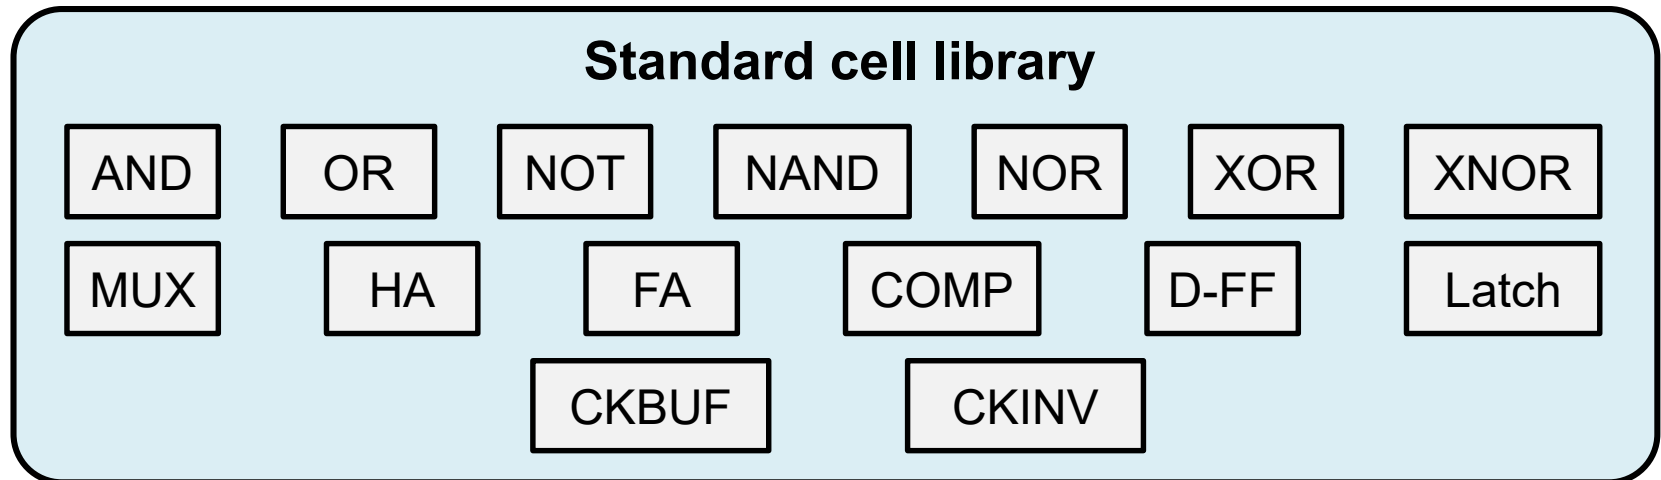 Standard cell library
AND OR NOT NAND NOR XOR XNOR
MUX HA FA COMP D-FF Latch
CKBUF CKINV